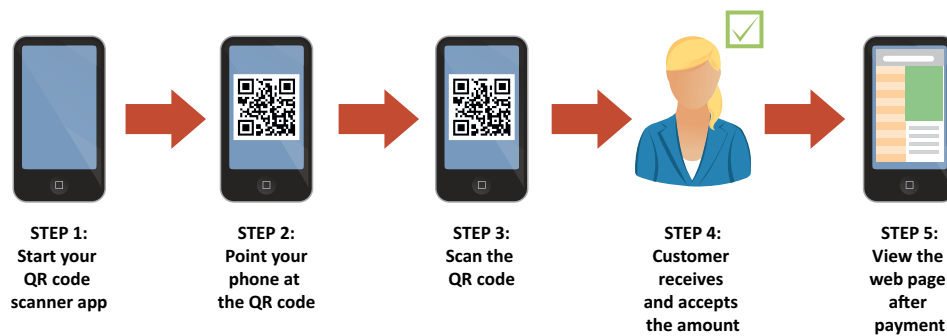 STEP 1:
Start your
QR code
scanner app
STEP 2:
Point your
phone at
the QR code
STEP 3:
Scan the
QR code
STEP 4:
Customer
receives
and accepts
the amount
STEP 5:
View the
web page
after
payment